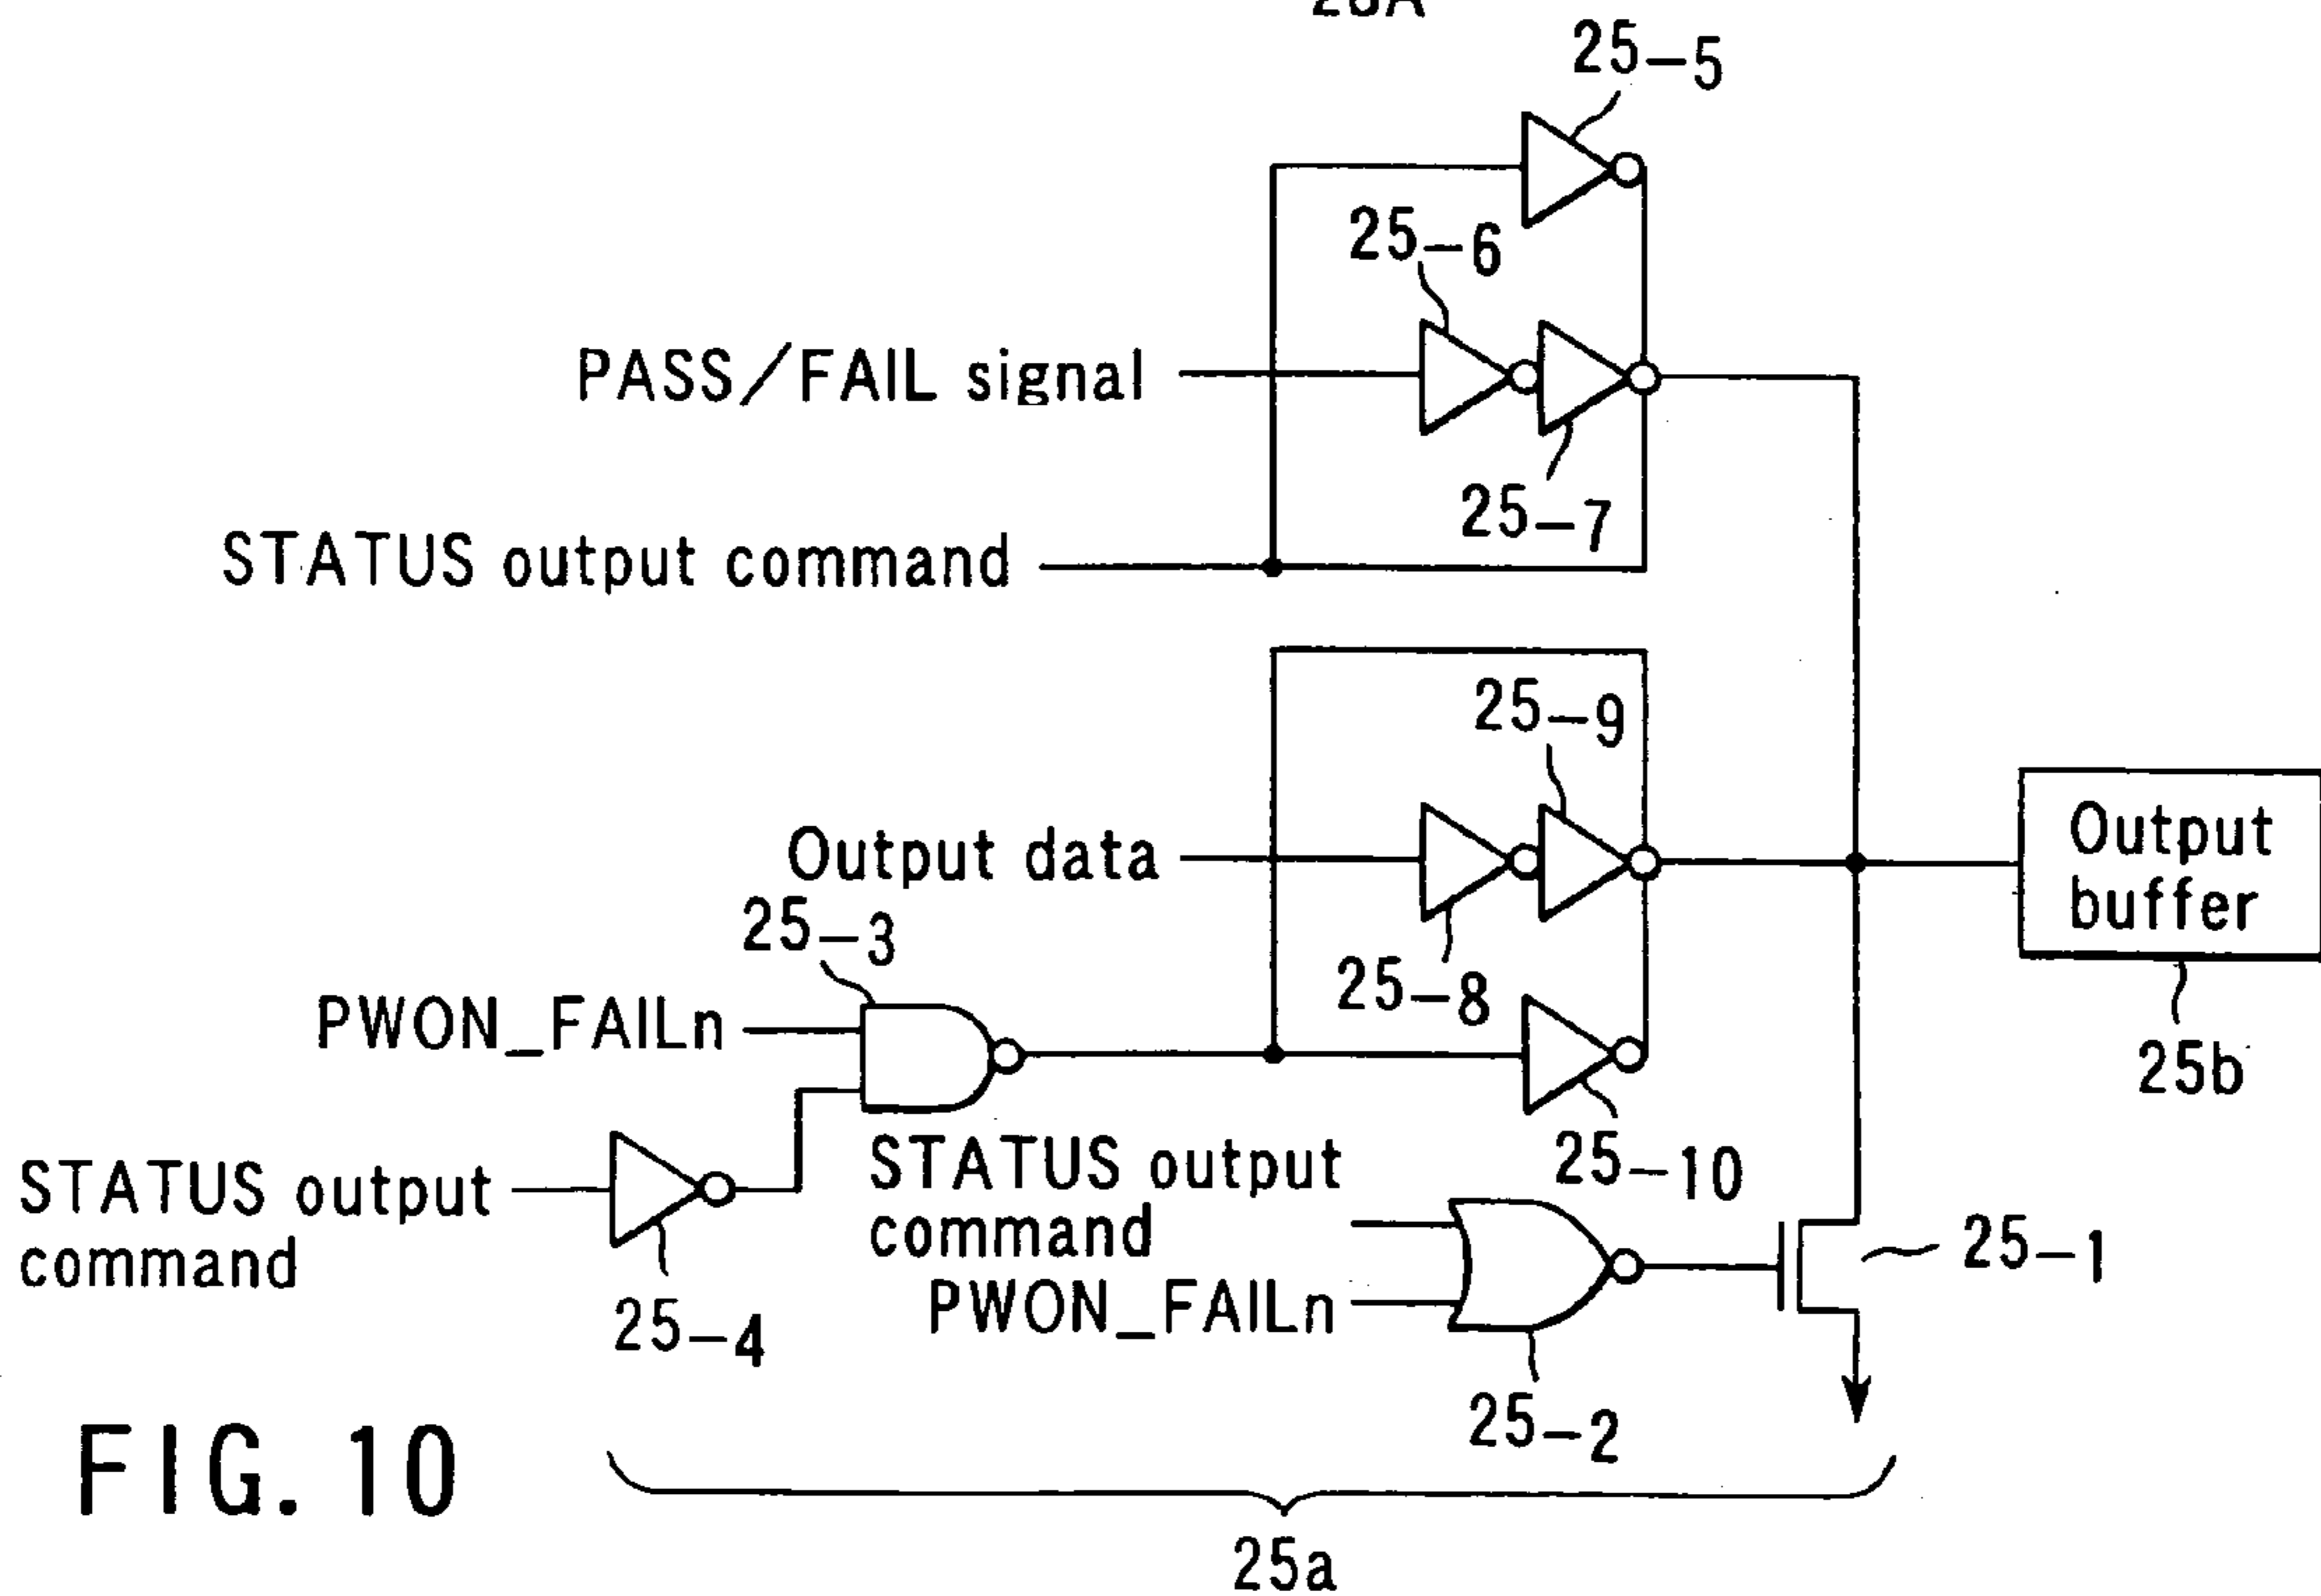 25–5
25–6
PASS/FAIL signal
25–7
STATUS output command
25–9
Output data
Output
buffer
25–3
25–8
PWON_FAILn
25b
STATUS output
command
25–4
STATUS output
command
25–10
PWON_FAILn
25–1
25–2
FIG. 10
25a